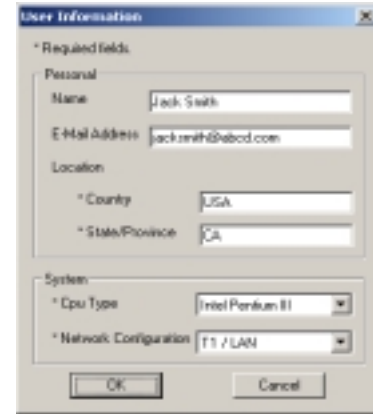 User Information
* Required fields.
Personal
Name Jack Smith
E-Mail Address jacksmith@abcd.com
Location
* Country USA
* State/Province CA
System
* Cpu Type Intel Pentium III
* Network Configuration T1 / LAN
OK Cancel